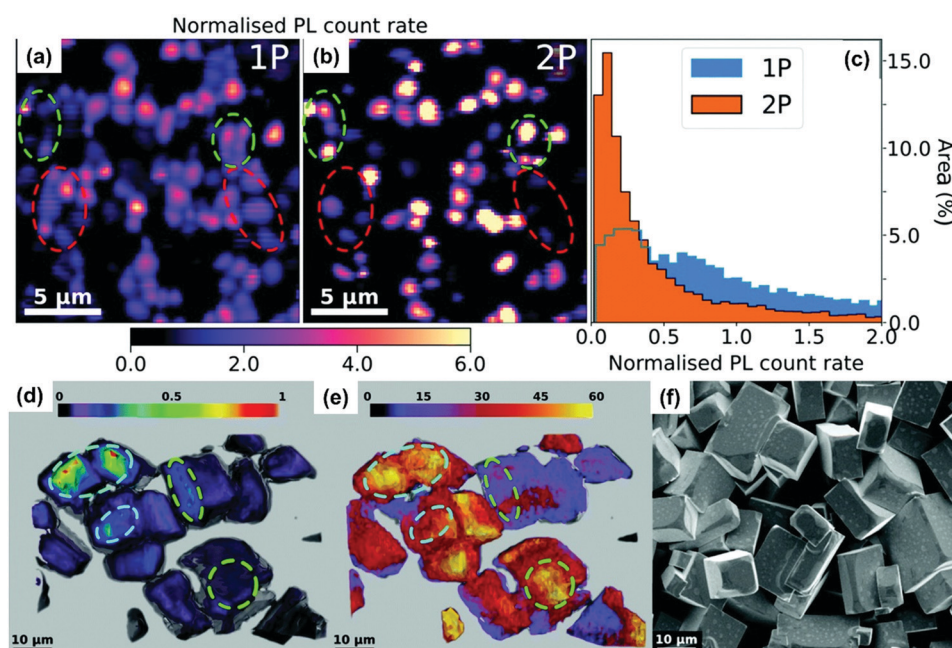 Normalised PL count rate
(a) 1P
(b) 2P
(c)
1P
2P
15.0
10.0
5.0
0.0
Area (%)
5 μm
5 μm
0.0 0.5 1.0 1.5 2.0
0.0 2.0 4.0 6.0
Normalised PL count rate
(d) 0 0.5 1
(e) 0 15 30 45 60
(f)
10 μm
10 μm
10 μm